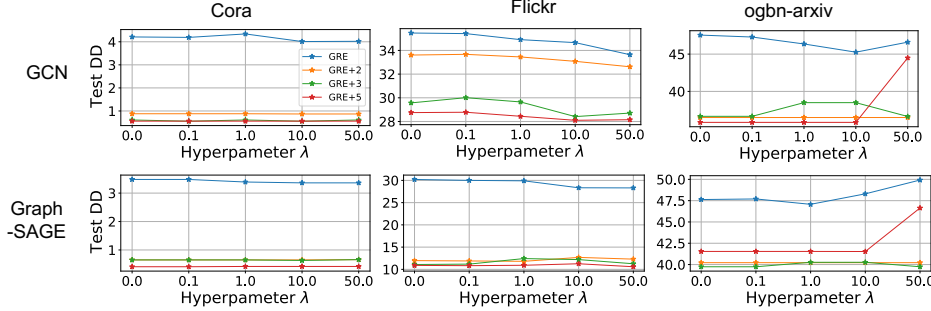 Cora
Flickr
ogbn-arxiv
GCN
Test DD
4
3
2
1
GRE
GRE+2
GRE+3
GRE+5
0.0 0.1 1.0 10.0 50.0
Hyperpameter λ
34
32
30
28
0.0 0.1 1.0 10.0 50.0
Hyperpameter λ
45
40
0.0 0.1 1.0 10.0 50.0
Hyperpameter λ
Graph
-SAGE
Test DD
3
1
0.0 0.1 1.0 10.0 50.0
Hyperpameter λ
30
25
15
10
0.0 0.1 1.0 10.0 50.0
Hyperpameter λ
50.0
47.5
45.0
42.5
40.0
0.0 0.1 1.0 10.0 50.0
Hyperpameter λ